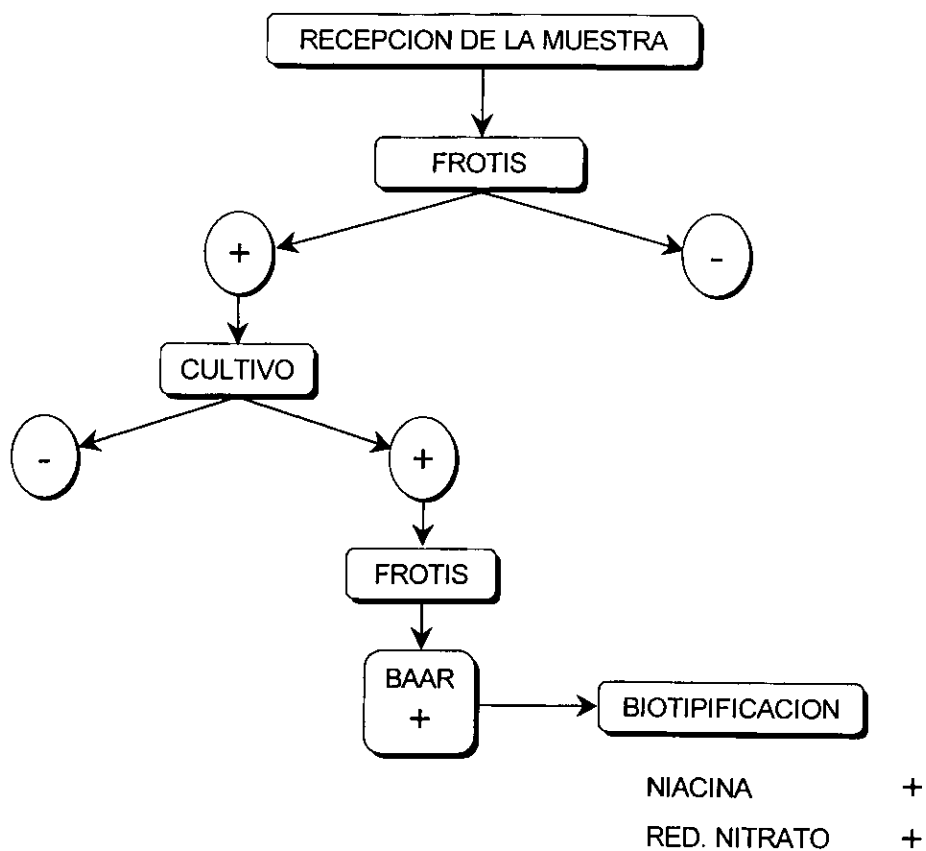 RECEPCION DE LA MUESTRA
FROTIS
+ -
CULTIVO
- +
FROTIS
BAAR
+
BIOTIPIFICACION
NIACINA +
RED. NITRATO +